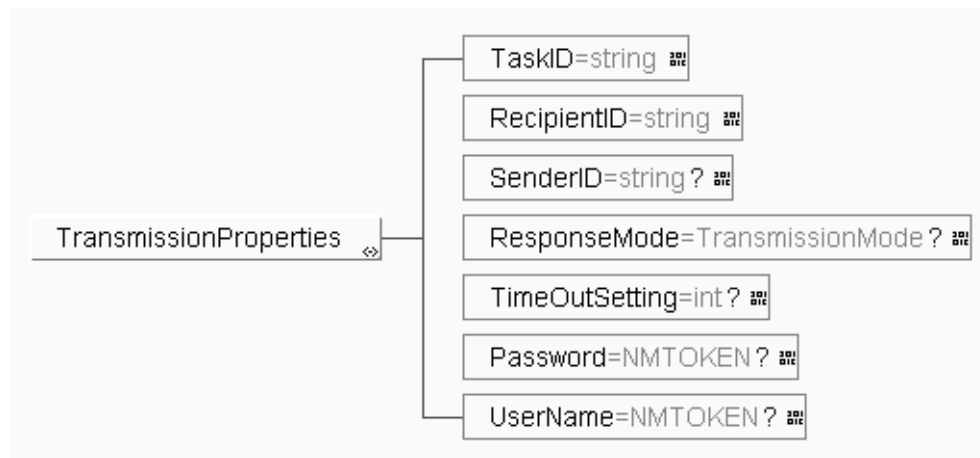 TaskID=string
RecipientID=string
SenderID=string?
TransmissionProperties
ResponseMode=TransmissionMode?
TimeOutSetting=int?
Password=NMTOKEN?
UserName=NMTOKEN?